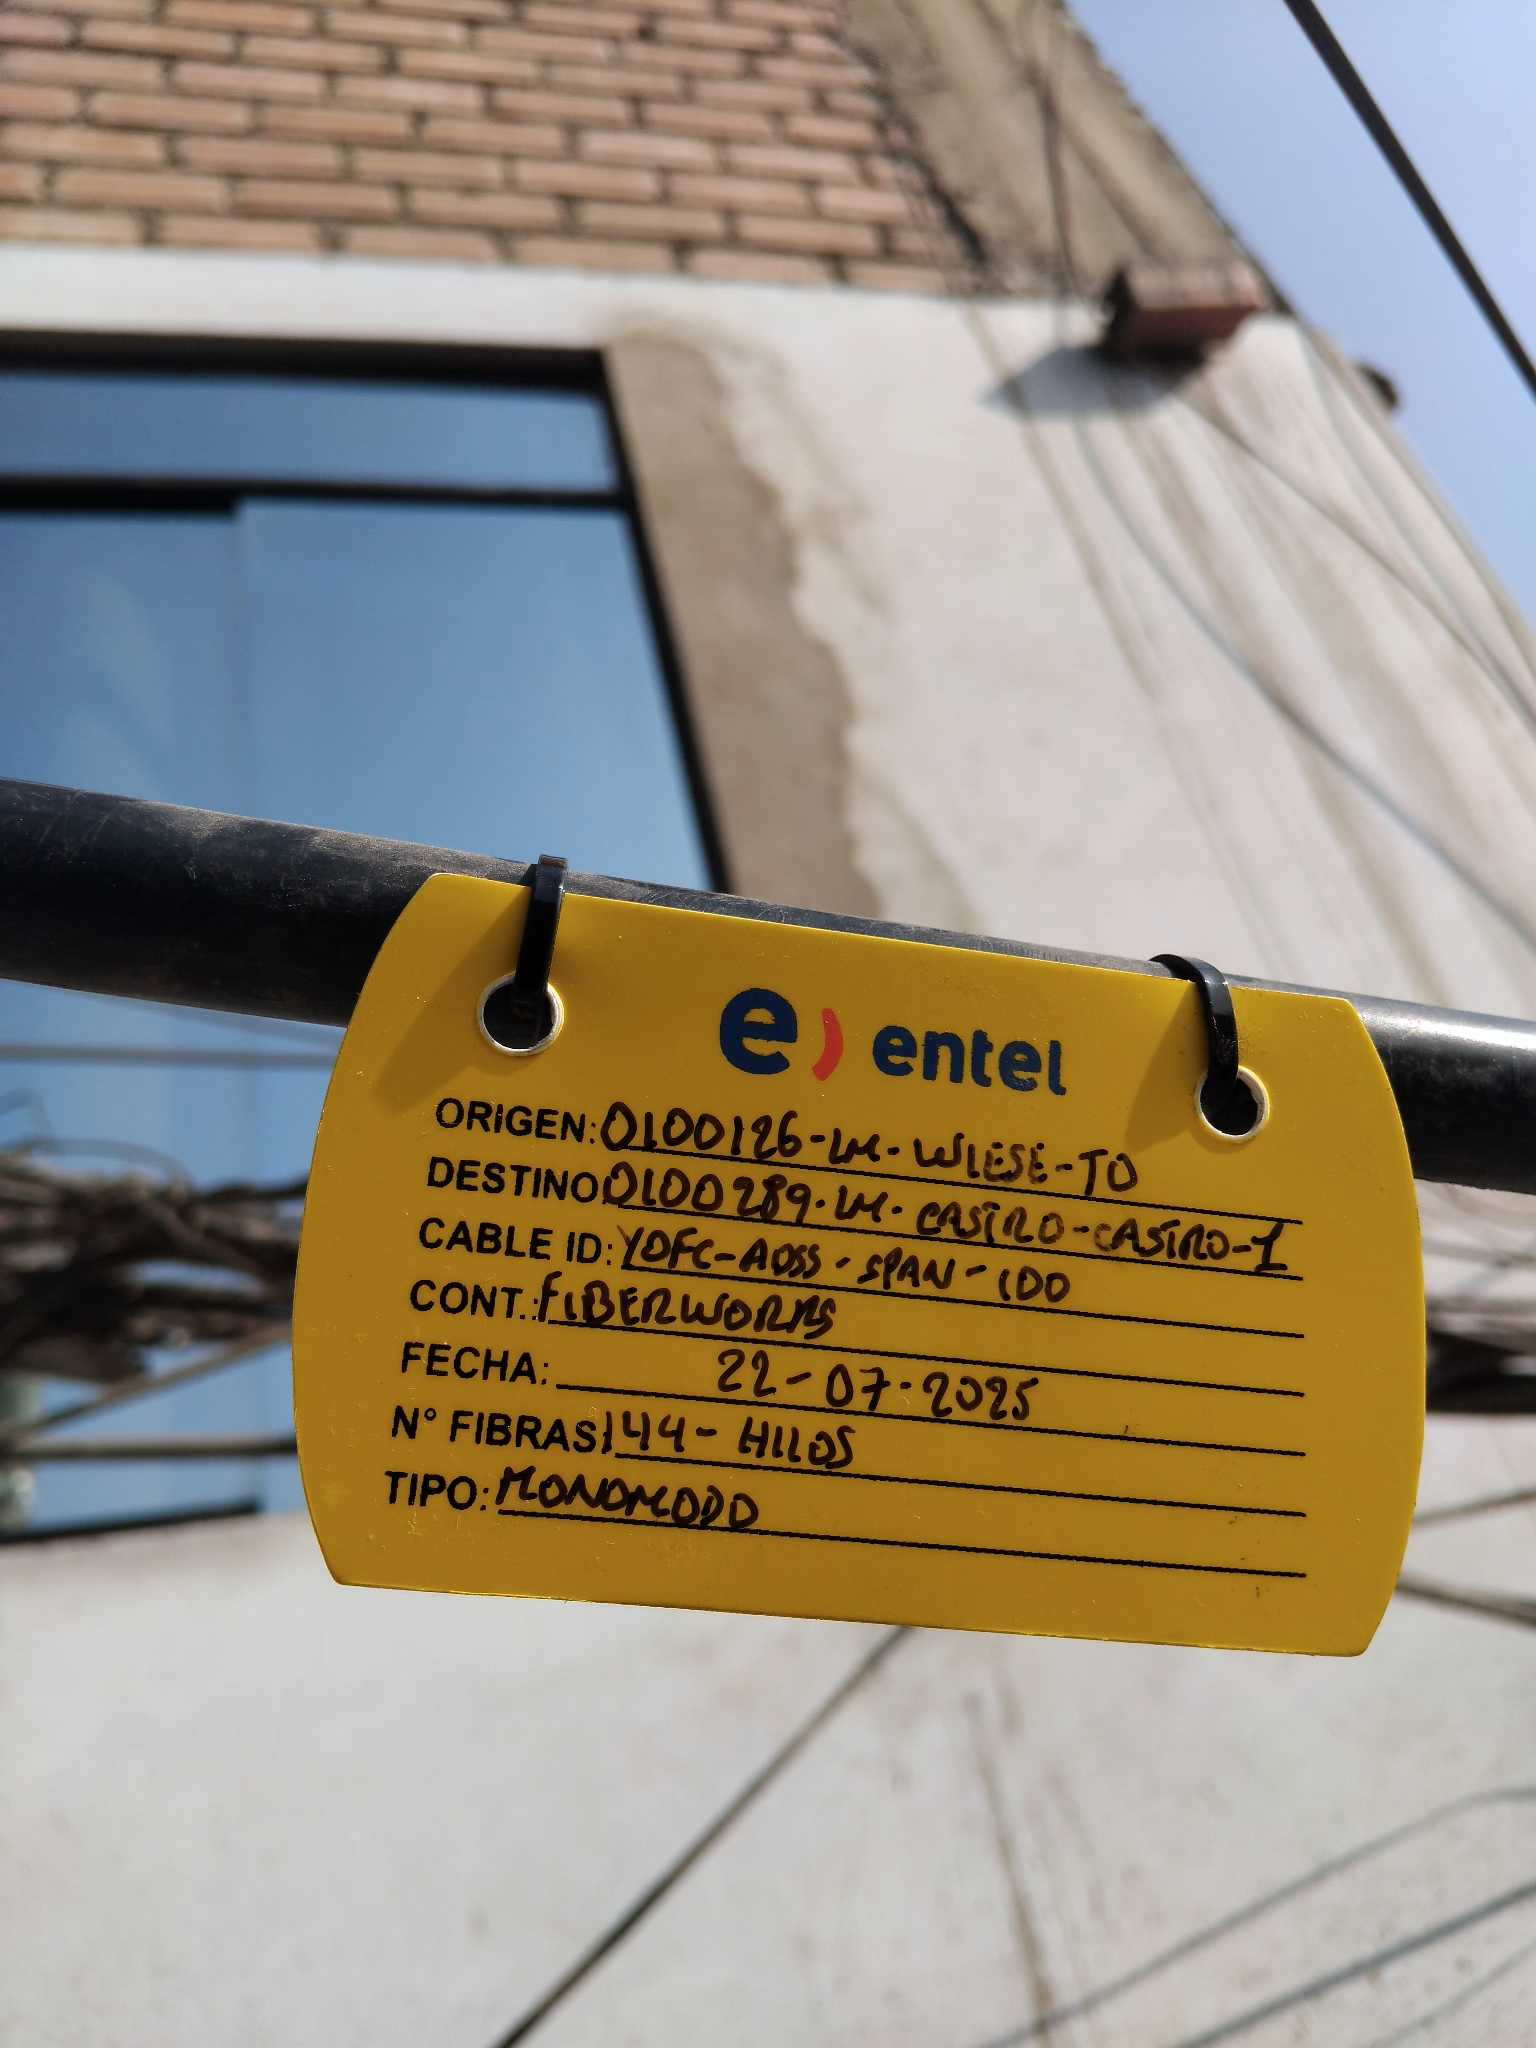 e) entel
ORIGEN: 0100126-LM-WIESE-TO
DESTINO: 0100289-LM-CASTRO-CASTRO-1
CABLE ID: YOFC-ADSS-SPAN-100
CONT.: FIBERWORKS
FECHA: 22-07-2025
N° FIBRAS: 144-HILOS
TIPO: MONOMODO